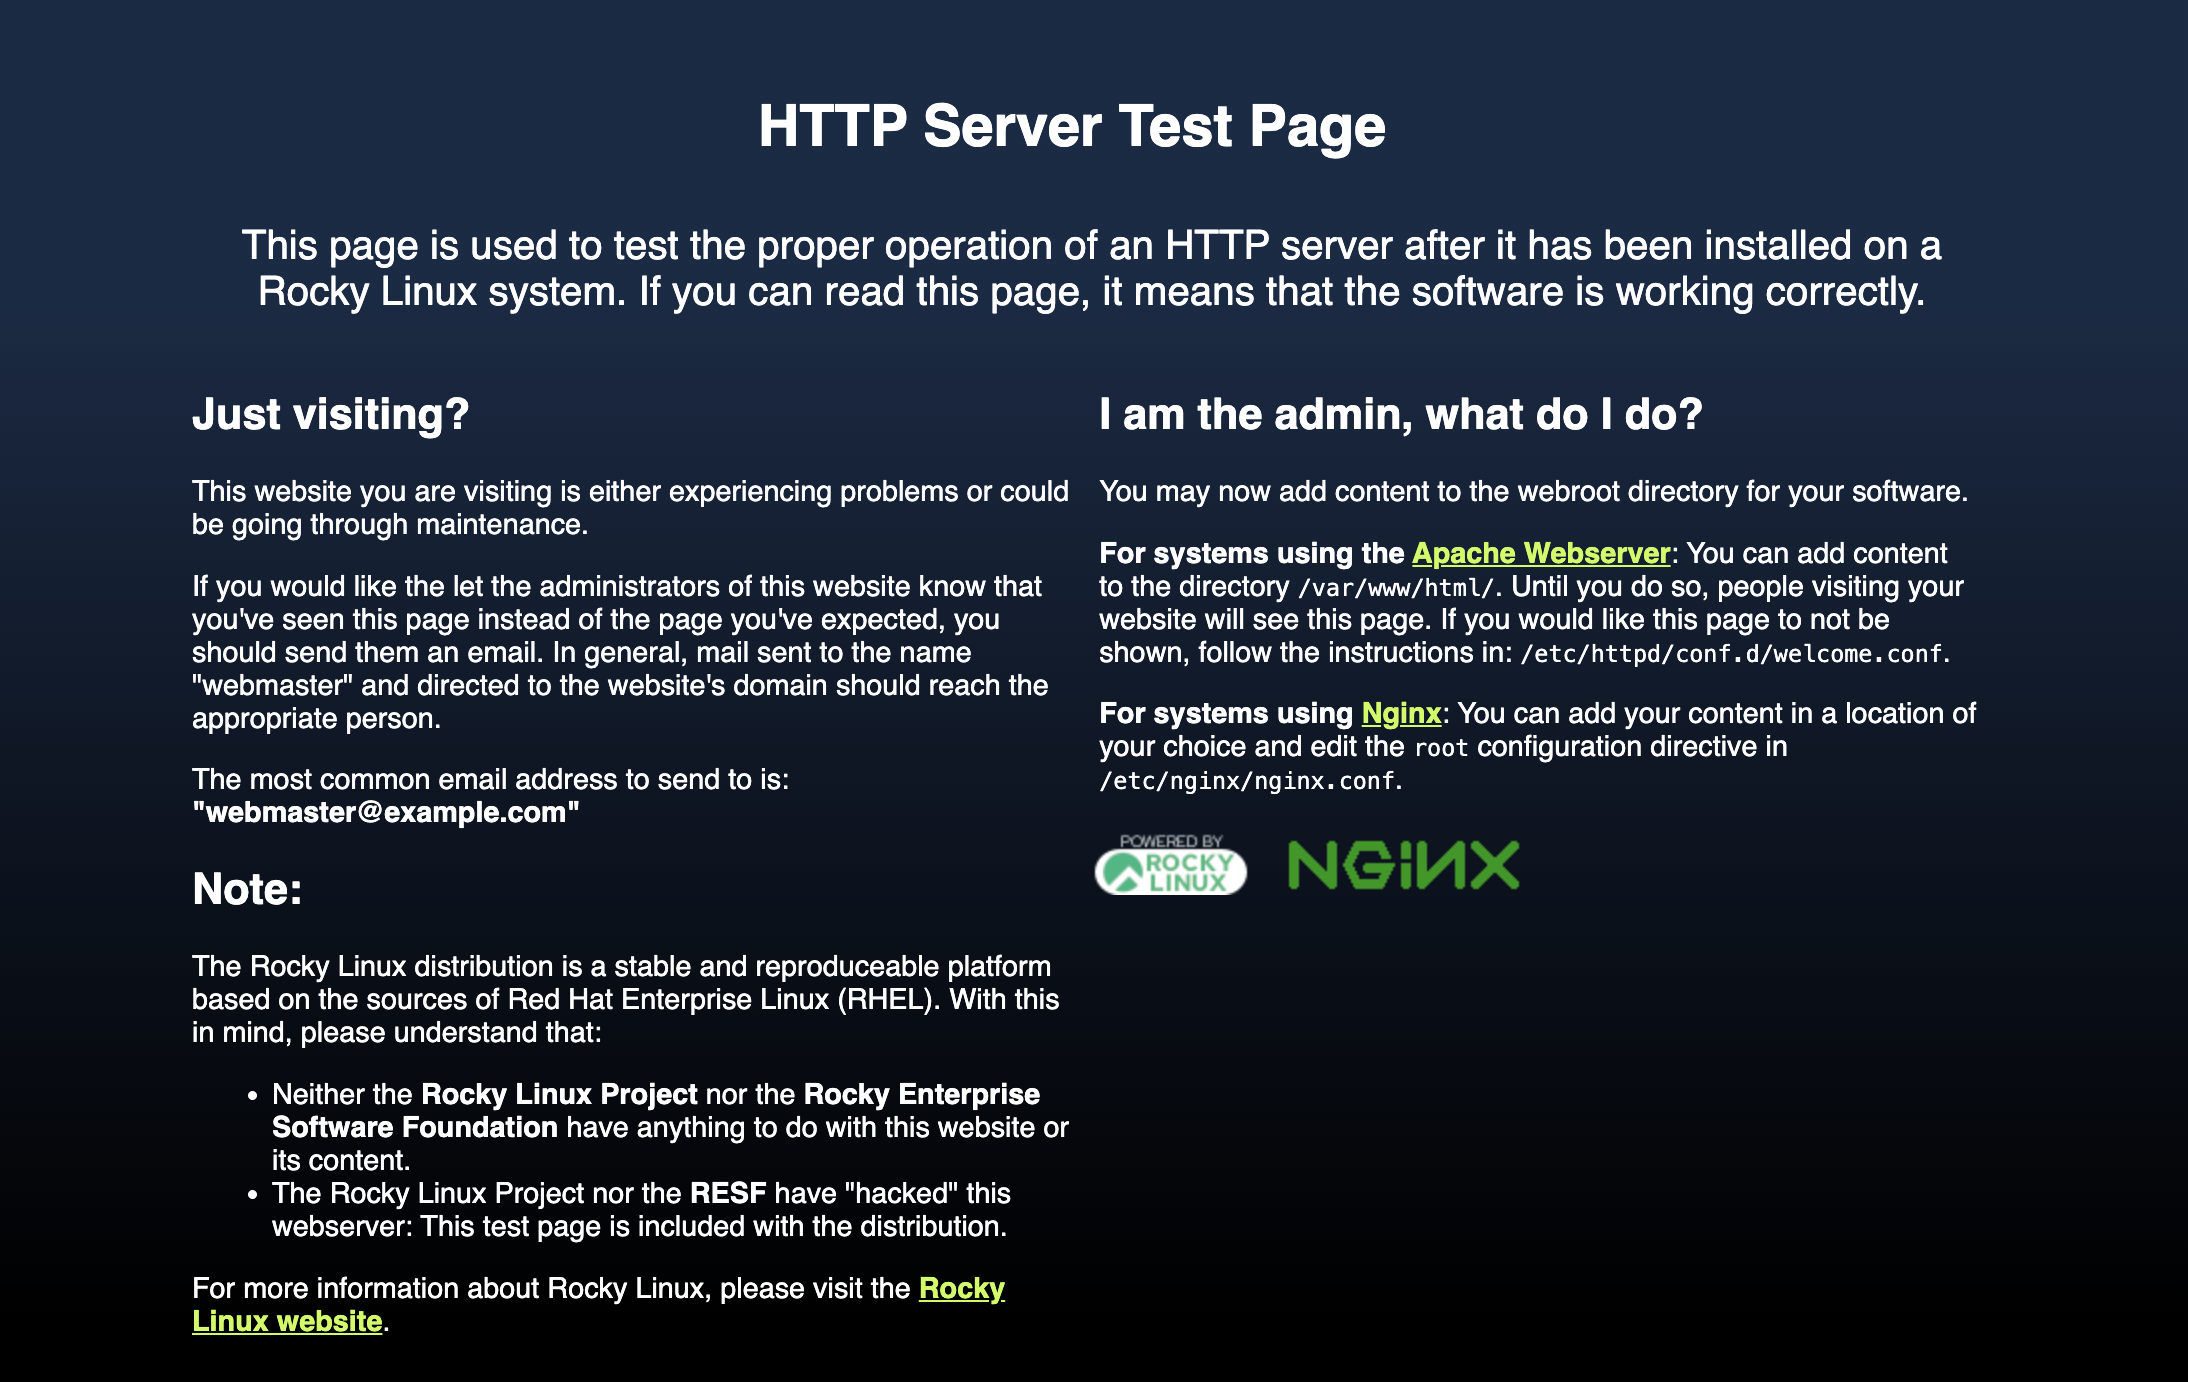 HTTP Server Test Page
This page is used to test the proper operation of an HTTP server after it has been installed on a
Rocky Linux system. If you can read this page, it means that the software is working correctly.
Just visiting?
This website you are visiting is either experiencing problems or could
be going through maintenance.
If you would like the let the administrators of this website know that
you've seen this page instead of the page you've expected, you
should send them an email. In general, mail sent to the name
"webmaster" and directed to the website's domain should reach the
appropriate person.
The most common email address to send to is:
"webmaster@example.com"
Note:
The Rocky Linux distribution is a stable and reproduceable platform
based on the sources of Red Hat Enterprise Linux (RHEL). With this
in mind, please understand that:
• Neither the Rocky Linux Project nor the Rocky Enterprise
Software Foundation have anything to do with this website or
its content.
• The Rocky Linux Project nor the RESF have "hacked" this
webserver: This test page is included with the distribution.
For more information about Rocky Linux, please visit the Rocky
Linux website.
I am the admin, what do I do?
You may now add content to the webroot directory for your software.
For systems using the Apache Webserver: You can add content
to the directory /var/www/html/. Until you do so, people visiting your
website will see this page. If you would like this page to not be
shown, follow the instructions in: /etc/httpd/conf.d/welcome.conf.
For systems using Nginx: You can add your content in a location of
your choice and edit the root configuration directive in
/etc/nginx/nginx.conf.
POWERED BY
ROCKY
LINUX
NGINX